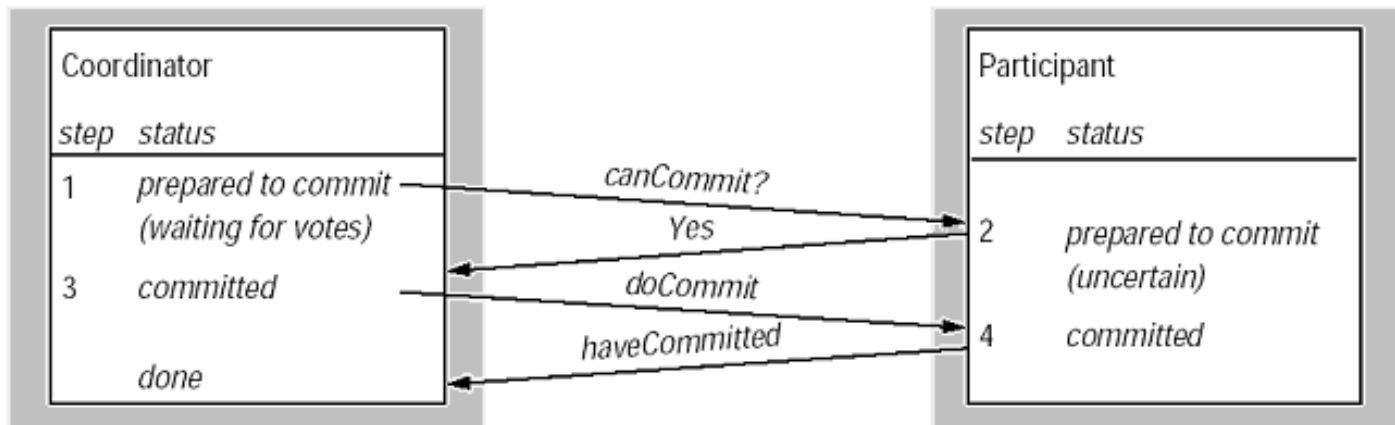 Coordinator
step status
1 prepared to commit
(waiting for votes)
3 committed
done
canCommit?
Yes
doCommit
haveCommitted
Participant
step status
2 prepared to commit
(uncertain)
4 committed